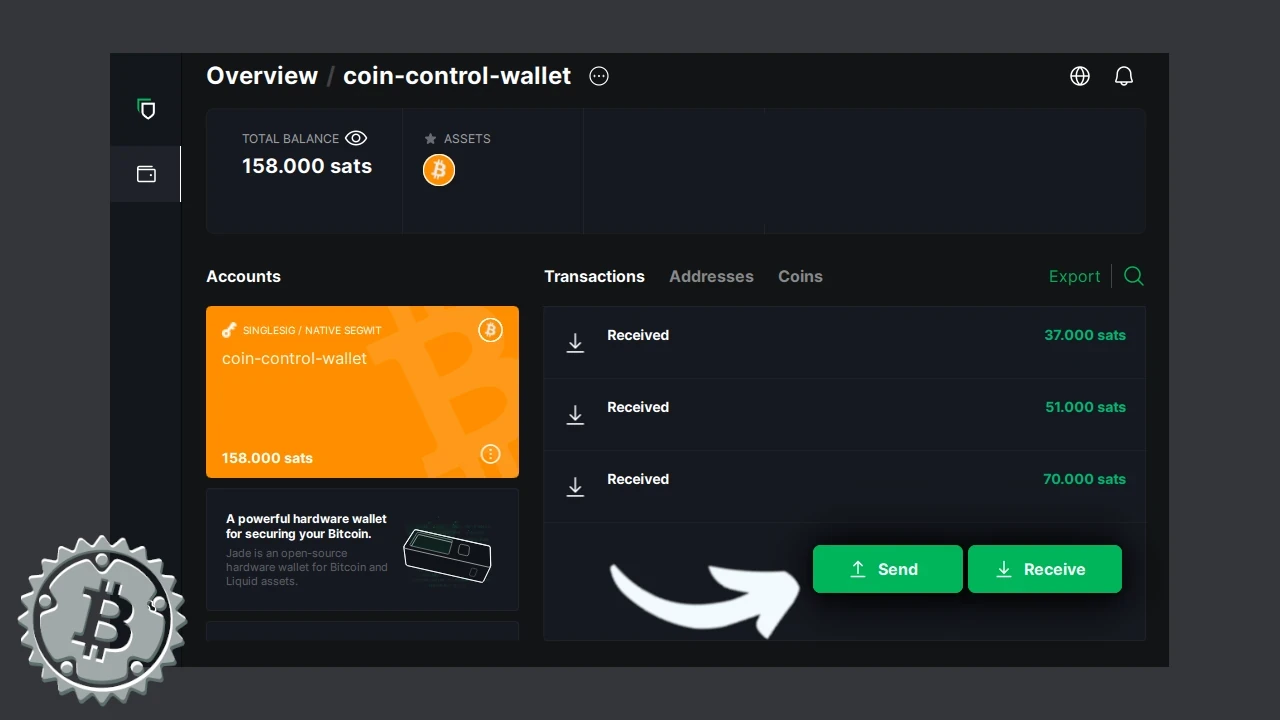 Overview / coin-control-wallet
TOTAL BALANCE
158.000 sats
ASSETS
Accounts
Transactions Addresses Coins
Export
SINGLESIG / NATIVE SEGWIT
coin-control-wallet
158.000 sats
Received 37.000 sats
Received 51.000 sats
Received 70.000 sats
A powerful hardware wallet
for securing your Bitcoin.
Jade is an open-source
hardware wallet for Bitcoin and
Liquid assets.
Send
Receive